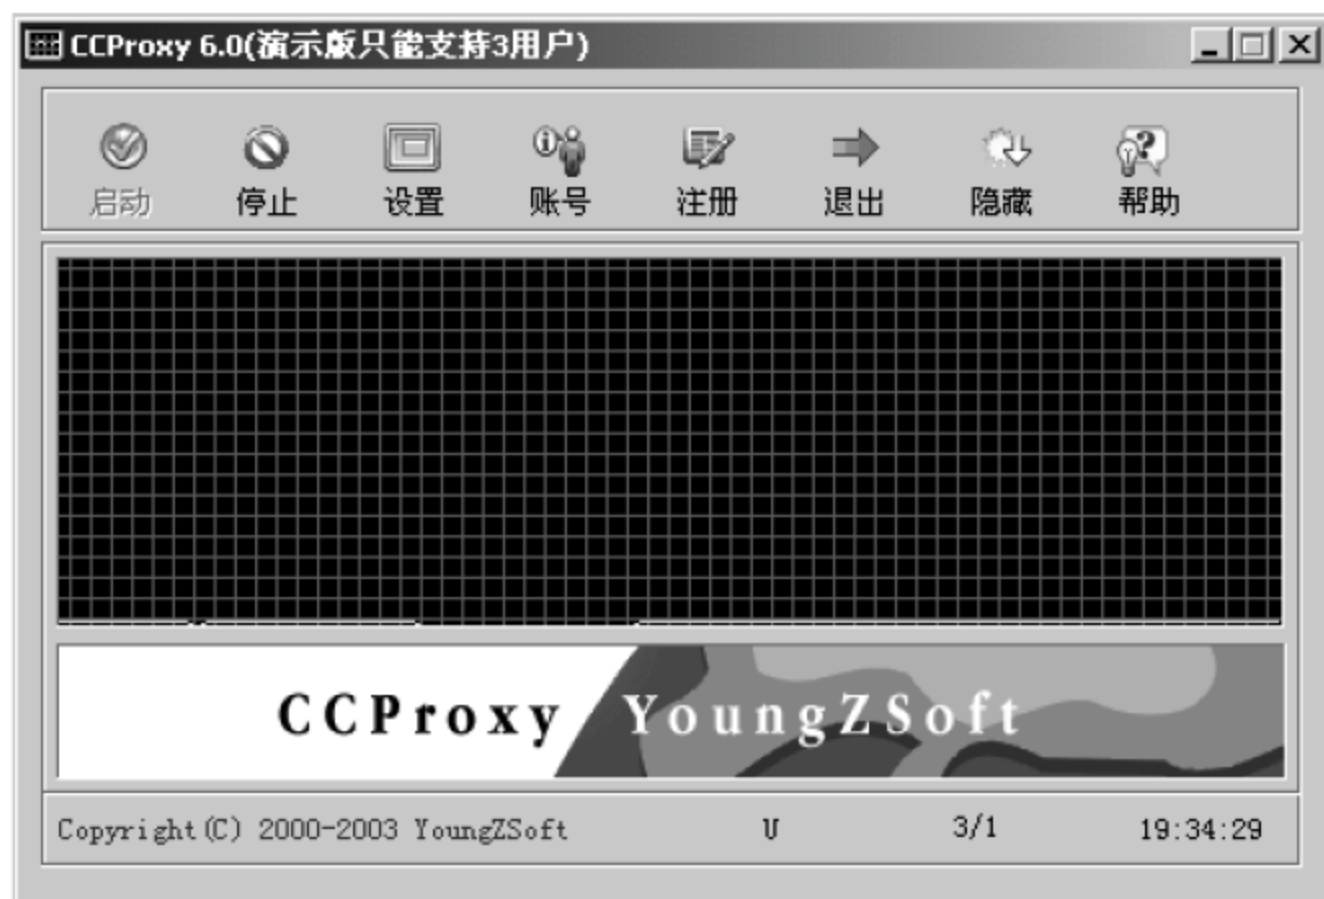 CCProxy 6.0(演示版只能支持3用户)
启动 停止 设置 账号 注册 退出 隐藏 帮助
CCProxy YoungZSoft
Copyright(C) 2000-2003 YoungZSoft U 3/1 19:34:29